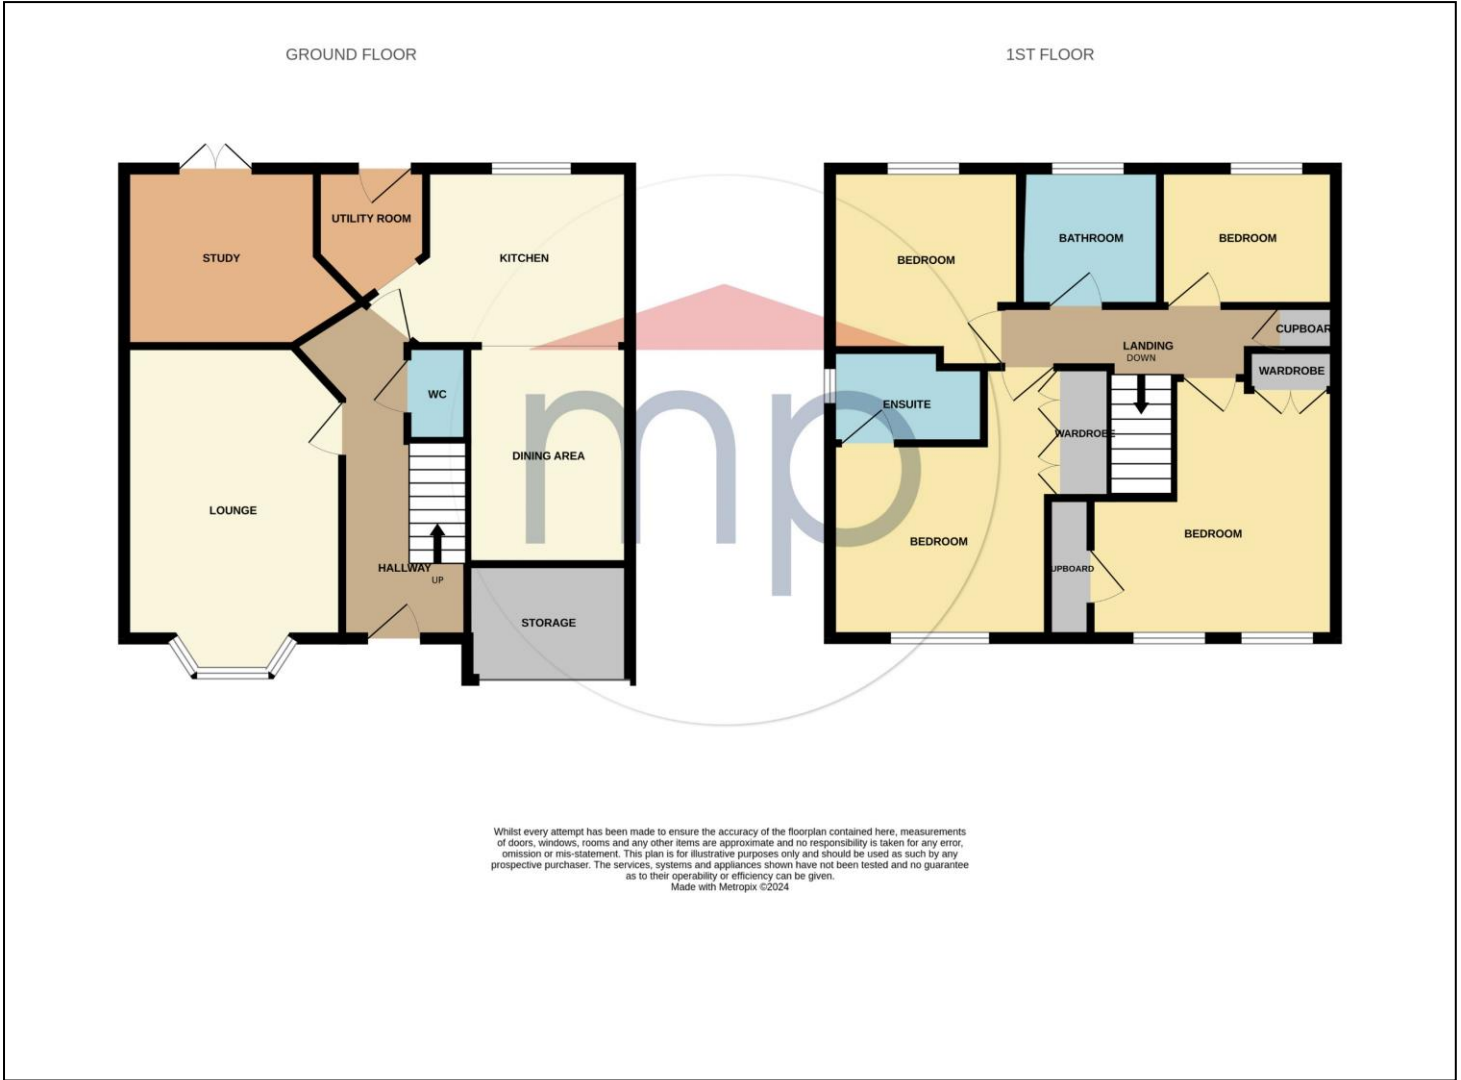 GROUND FLOOR
1ST FLOOR
STUDY
UTILITY ROOM
KITCHEN
WC
DINING AREA
LOUNGE
HALLWAY
UP
STORAGE
BEDROOM
BATHROOM
BEDROOM
CUPBOAR
LANDING
DOWN
WARDROBE
ENSUITE
WARDROBE
BEDROOM
BEDROOM
UPBOARD
mp
Whilst every attempt has been made to ensure the accuracy of the floorplan contained here, measurements
of doors, windows, rooms and any other items are approximate and no responsibility is taken for any error,
omission or mis-statement. This plan is for illustrative purposes only and should be used as such by any
prospective purchaser. The services, systems and appliances shown have not been tested and no guarantee
as to their operability or efficiency can be given.
Made with Metropix ©2024